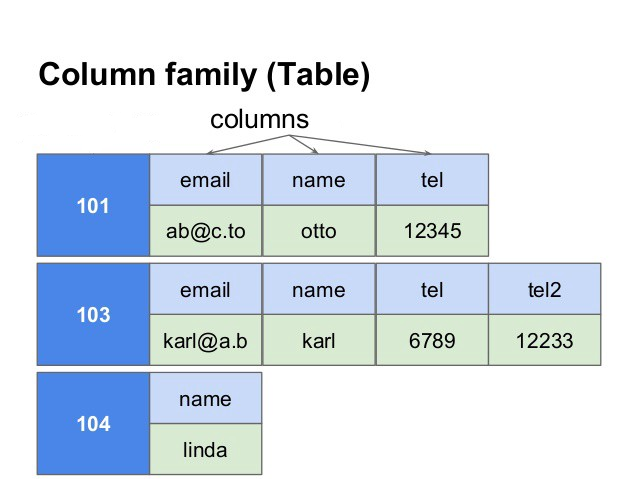 Column family (Table)
columns
101
email name tel
ab@c.to otto 12345
103
email name tel tel2
karl@a.b karl 6789 12233
104
name
linda